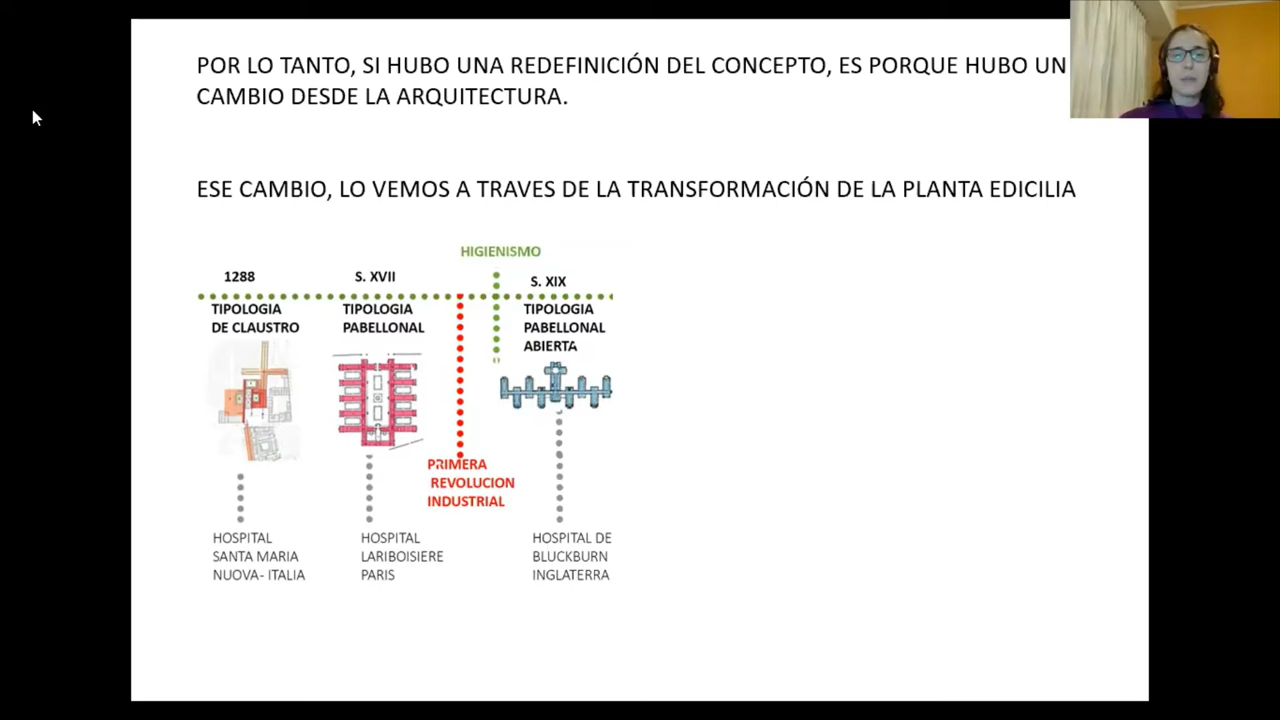 POR LO TANTO, SI HUBO UNA REDEFINICIÓN DEL CONCEPTO, ES PORQUE HUBO UN
CAMBIO DESDE LA ARQUITECTURA.
ESE CAMBIO, LO VEMOS A TRAVES DE LA TRANSFORMACIÓN DE LA PLANTA EDICILIA
HIGIENISMO
1288
S. XVII
S. XIX
TIPOLOGIA
DE CLAUSTRO
TIPOLOGIA
PABELLONAL
TIPOLOGIA
PABELLONAL
ABIERTA
PRIMERA
REVOLUCION
INDUSTRIAL
HOSPITAL
SANTA MARIA
NUOVA- ITALIA
HOSPITAL
LARIBOISIERE
PARIS
HOSPITAL DE
BLUCKBURN
INGLATERRA